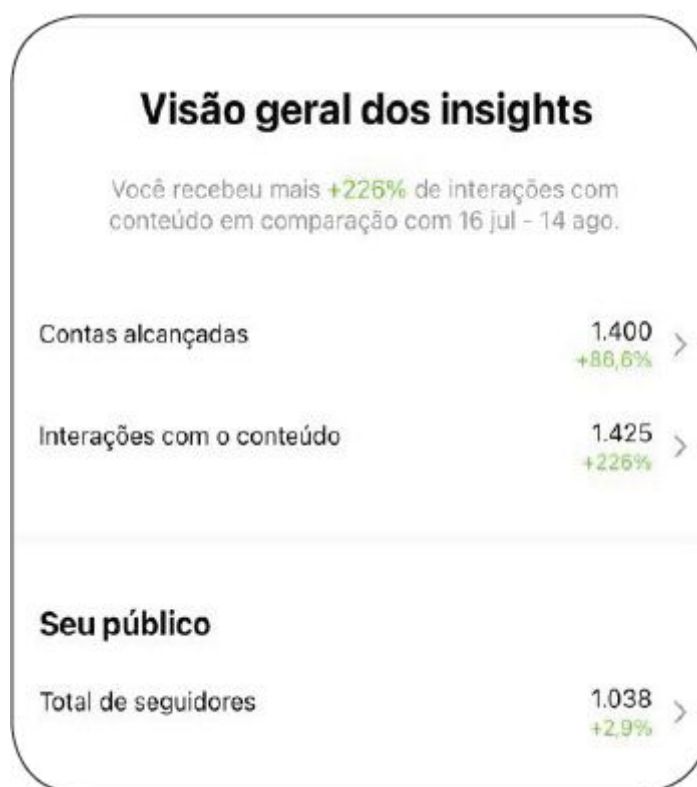 Visão geral dos insights
Você recebeu mais +226% de interações com
conteúdo em comparação com 16 jul - 14 ago.
Contas alcançadas
1.400
+86,6%
Interações com o conteúdo
1.425
+226%
Seu público
Total de seguidores
1.038
+2,9%